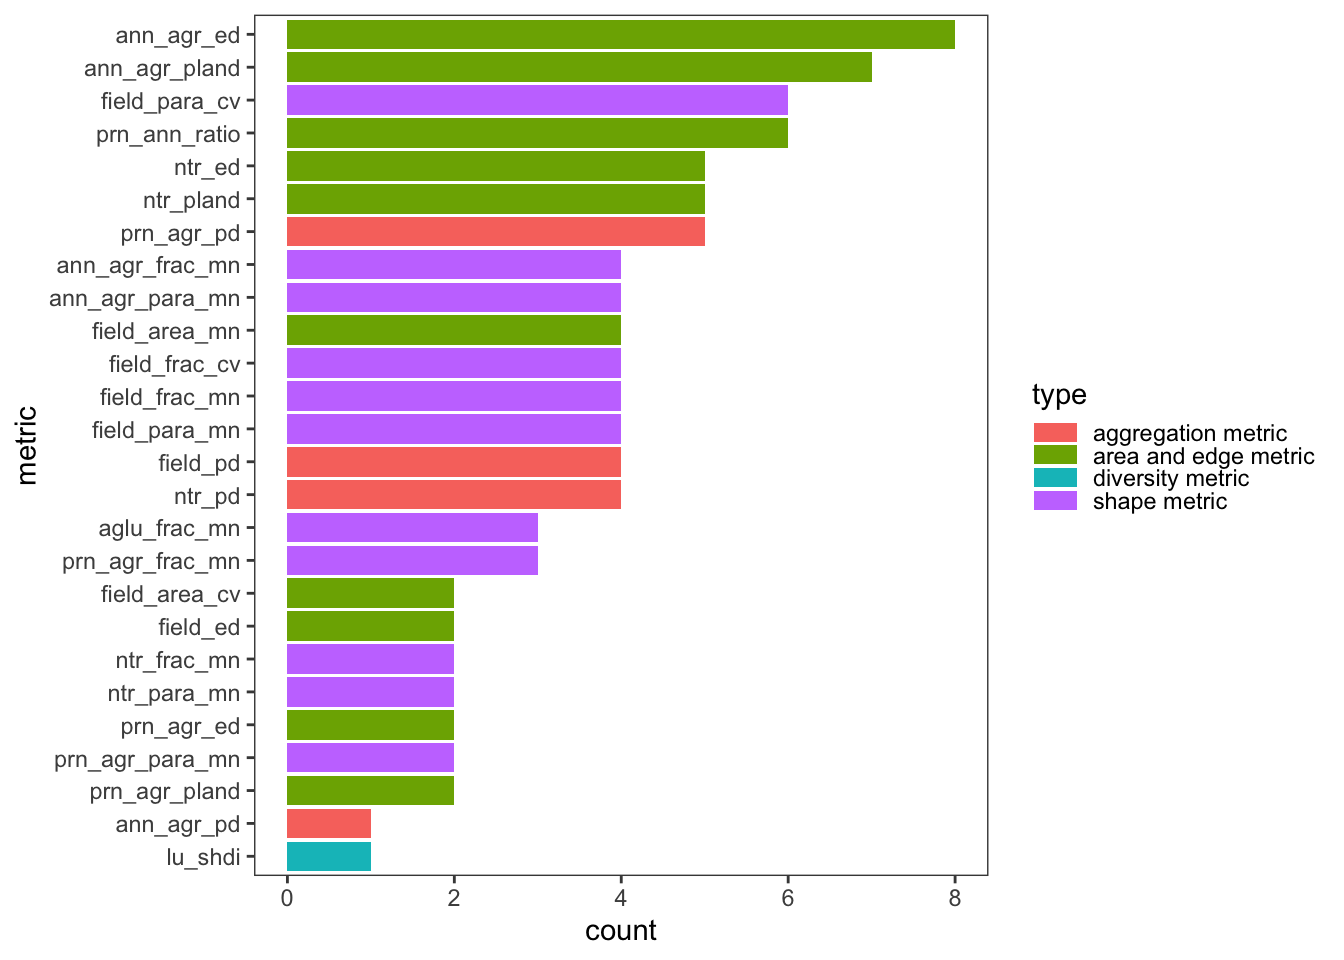 ann_agr_ed
ann_agr_pland
field_para_cv
prn_ann_ratio
ntr_ed
ntr_pland
prn_agr_pd
ann_agr_frac_mn
ann_agr_para_mn
field_area_mn
field_frac_cv
field_frac_mn
field_para_mn
field_pd
ntr_pd
aglu_frac_mn
prn_agr_frac_mn
field_area_cv
field_ed
ntr_frac_mn
ntr_para_mn
prn_agr_ed
prn_agr_para_mn
prn_agr_pland
ann_agr_pd
lu_shdi
metric
0 2 4 6 8
count
type
aggregation metric
area and edge metric
diversity metric
shape metric